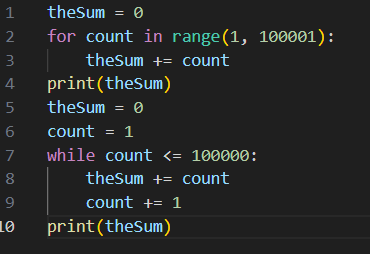 1 theSum = 0
2 for count in range(1, 100001):
3     theSum += count
4 print(theSum)
5 theSum = 0
6 count = 1
7 while count <= 100000:
8     theSum += count
9     count += 1
10 print(theSum)